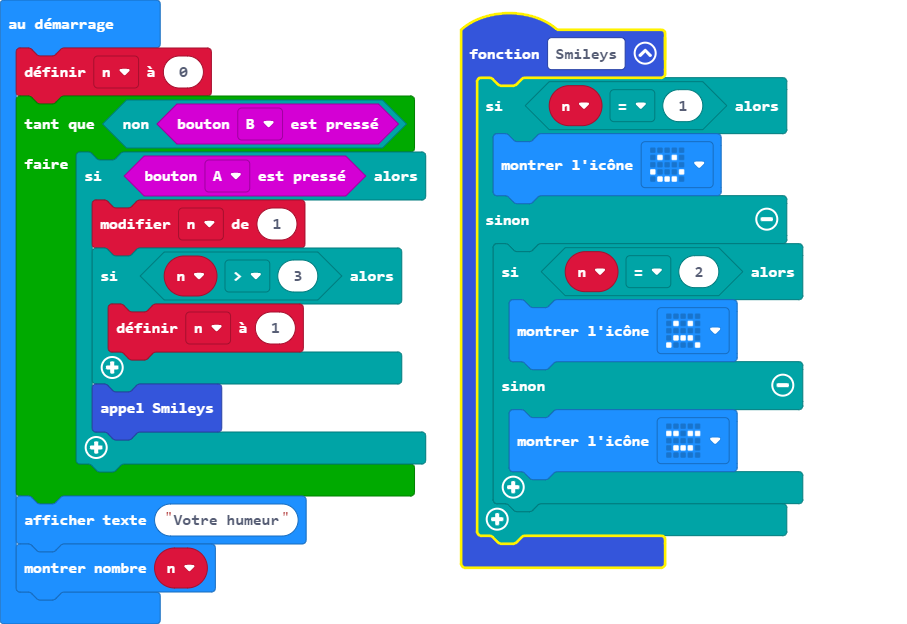 au démarrage
définir n à 0
tant que non bouton B est pressé
faire
si bouton A est pressé alors
modifier n de 1
si n > 3 alors
définir n à 1
appel Smileys
afficher texte "Votre humeur"
montrer nombre n
fonction Smileys
si n = 1 alors
montrer l'icône
sinon
si n = 2 alors
montrer l'icône
sinon
montrer l'icône